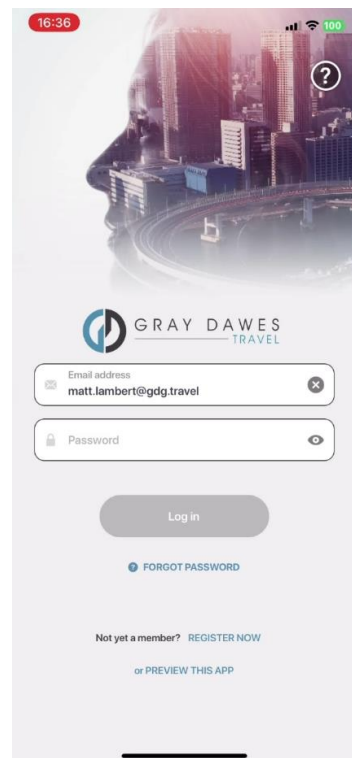 16:36
100
?
GRAY DAWES
TRAVEL
Email address
matt.lambert@gdg.travel
Password
Log in
? FORGOT PASSWORD
Not yet a member? REGISTER NOW
or PREVIEW THIS APP